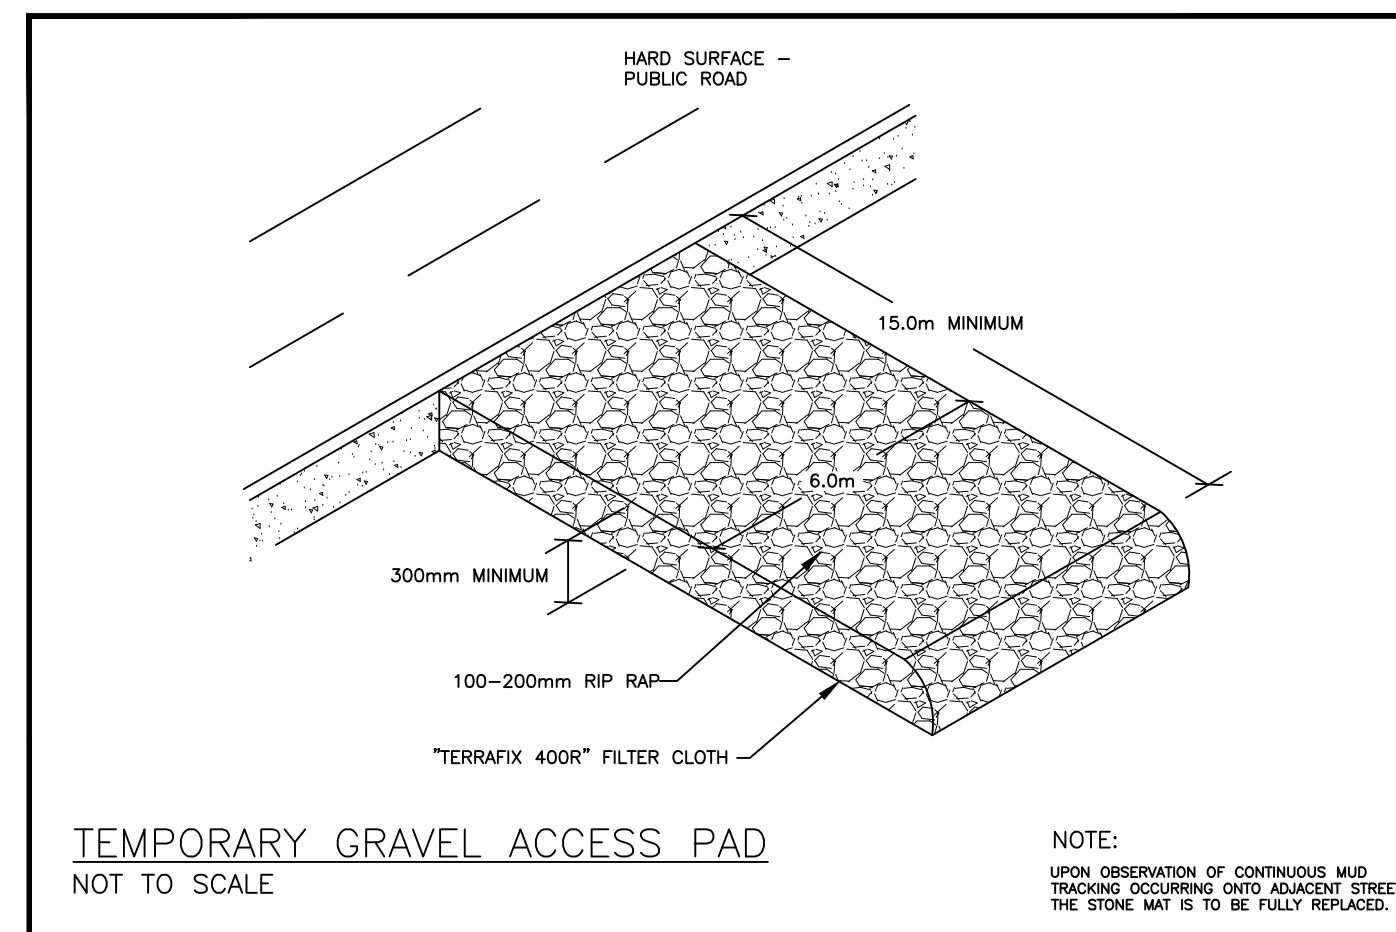 HARD SURFACE –
PUBLIC ROAD
15.0m MINIMUM
6.0m
300mm MINIMUM
100–200mm RIP RAP
"TERRAFIX 400R" FILTER CLOTH
TEMPORARY GRAVEL ACCESS PAD
NOT TO SCALE
NOTE:
UPON OBSERVATION OF CONTINUOUS MUD
TRACKING OCCURRING ONTO ADJACENT
THE STONE MAT IS TO BE FULLY REPLACED.